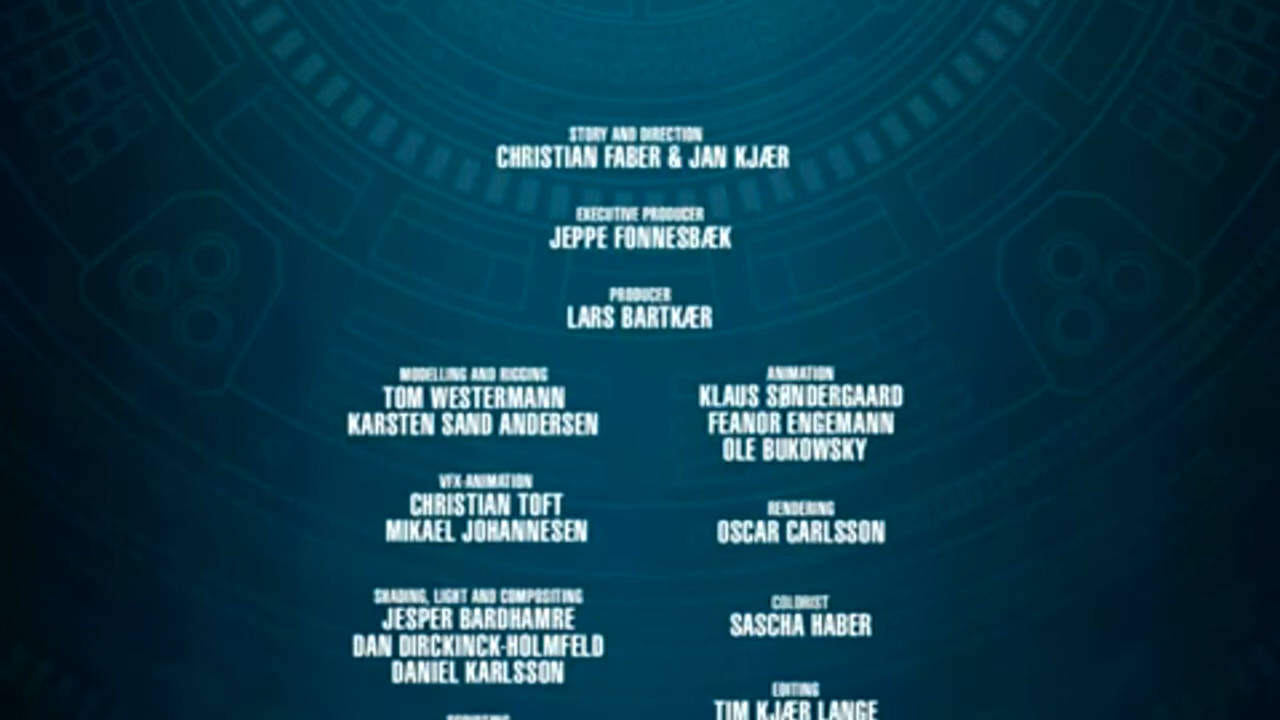 STORY AND DIRECTION
CHRISTIAN FABER & JAN KJÆR
EXECUTIVE PRODUCER
JEPPE FONNESBÆK
PRODUCER
LARS BARTKÆR
MODELLING AND RIGGING
TOM WESTERMANN
KARSTEN SAND ANDERSEN
VFX-ANIMATION
CHRISTIAN TOFT
MIKAEL JOHANNESEN
SHADING, LIGHT AND COMPOSITING
JESPER BARDHAMRE
DAN DIRCKINCK-HOLMFELD
DANIEL KARLSSON
ANIMATION
KLAUS SØNDERGAARD
FEANOR ENGEMANN
OLE BUKOWSKY
RENDERING
OSCAR CARLSSON
COLORIST
SASCHA HABER
EDITING
TIM KJÆR LANGE